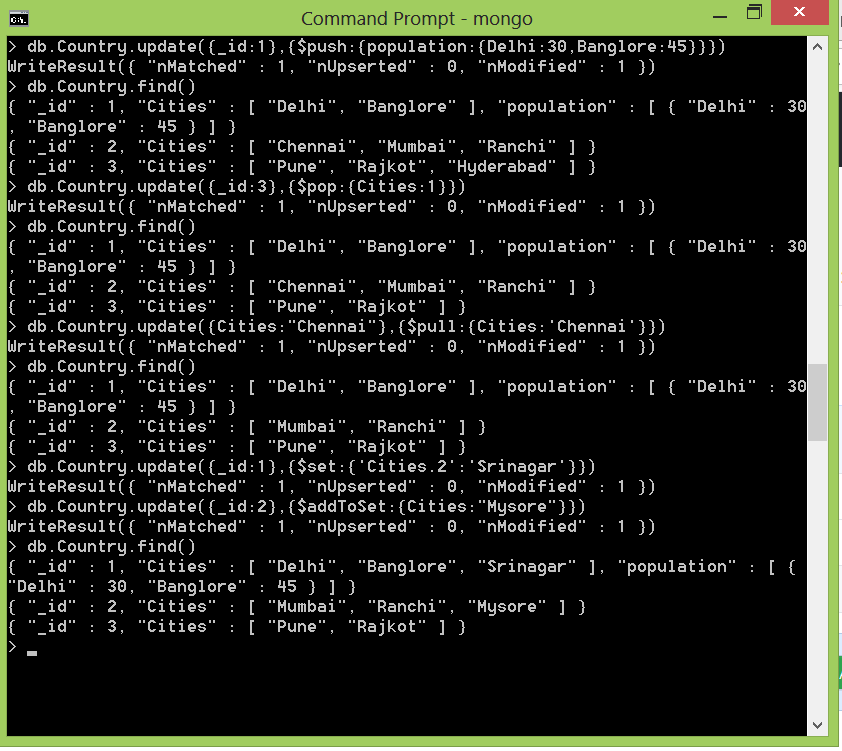 Command Prompt - mongo
> db.Country.update({_id:1},{$push:{population:{Delhi:30,Banglore:45}}})
WriteResult({ "nMatched" : 1, "nUpserted" : 0, "nModified" : 1 })
> db.Country.find()
{ "_id" : 1, "Cities" : [ "Delhi", "Banglore" ], "population" : [ { "Delhi" : 30
, "Banglore" : 45 } ] }
{ "_id" : 2, "Cities" : [ "Chennai", "Mumbai", "Ranchi" ] }
{ "_id" : 3, "Cities" : [ "Pune", "Rajkot", "Hyderabad" ] }
> db.Country.update({_id:3},{$pop:{Cities:1}})
WriteResult({ "nMatched" : 1, "nUpserted" : 0, "nModified" : 1 })
> db.Country.find()
{ "_id" : 1, "Cities" : [ "Delhi", "Banglore" ], "population" : [ { "Delhi" : 30
, "Banglore" : 45 } ] }
{ "_id" : 2, "Cities" : [ "Chennai", "Mumbai", "Ranchi" ] }
{ "_id" : 3, "Cities" : [ "Pune", "Rajkot" ] }
> db.Country.update({Cities:"Chennai"},{$pull:{Cities:'Chennai'}})
WriteResult({ "nMatched" : 1, "nUpserted" : 0, "nModified" : 1 })
> db.Country.find()
{ "_id" : 1, "Cities" : [ "Delhi", "Banglore" ], "population" : [ { "Delhi" : 30
, "Banglore" : 45 } ] }
{ "_id" : 2, "Cities" : [ "Mumbai", "Ranchi" ] }
{ "_id" : 3, "Cities" : [ "Pune", "Rajkot" ] }
> db.Country.update({_id:1},{$set:{'Cities.2':'Srinagar'}})
WriteResult({ "nMatched" : 1, "nUpserted" : 0, "nModified" : 1 })
> db.Country.update({_id:2},{$addToSet:{Cities:"Mysore"}})
WriteResult({ "nMatched" : 1, "nUpserted" : 0, "nModified" : 1 })
> db.Country.find()
{ "_id" : 1, "Cities" : [ "Delhi", "Banglore", "Srinagar" ], "population" : [ {
"Delhi" : 30, "Banglore" : 45 } ] }
{ "_id" : 2, "Cities" : [ "Mumbai", "Ranchi", "Mysore" ] }
{ "_id" : 3, "Cities" : [ "Pune", "Rajkot" ] }
> _